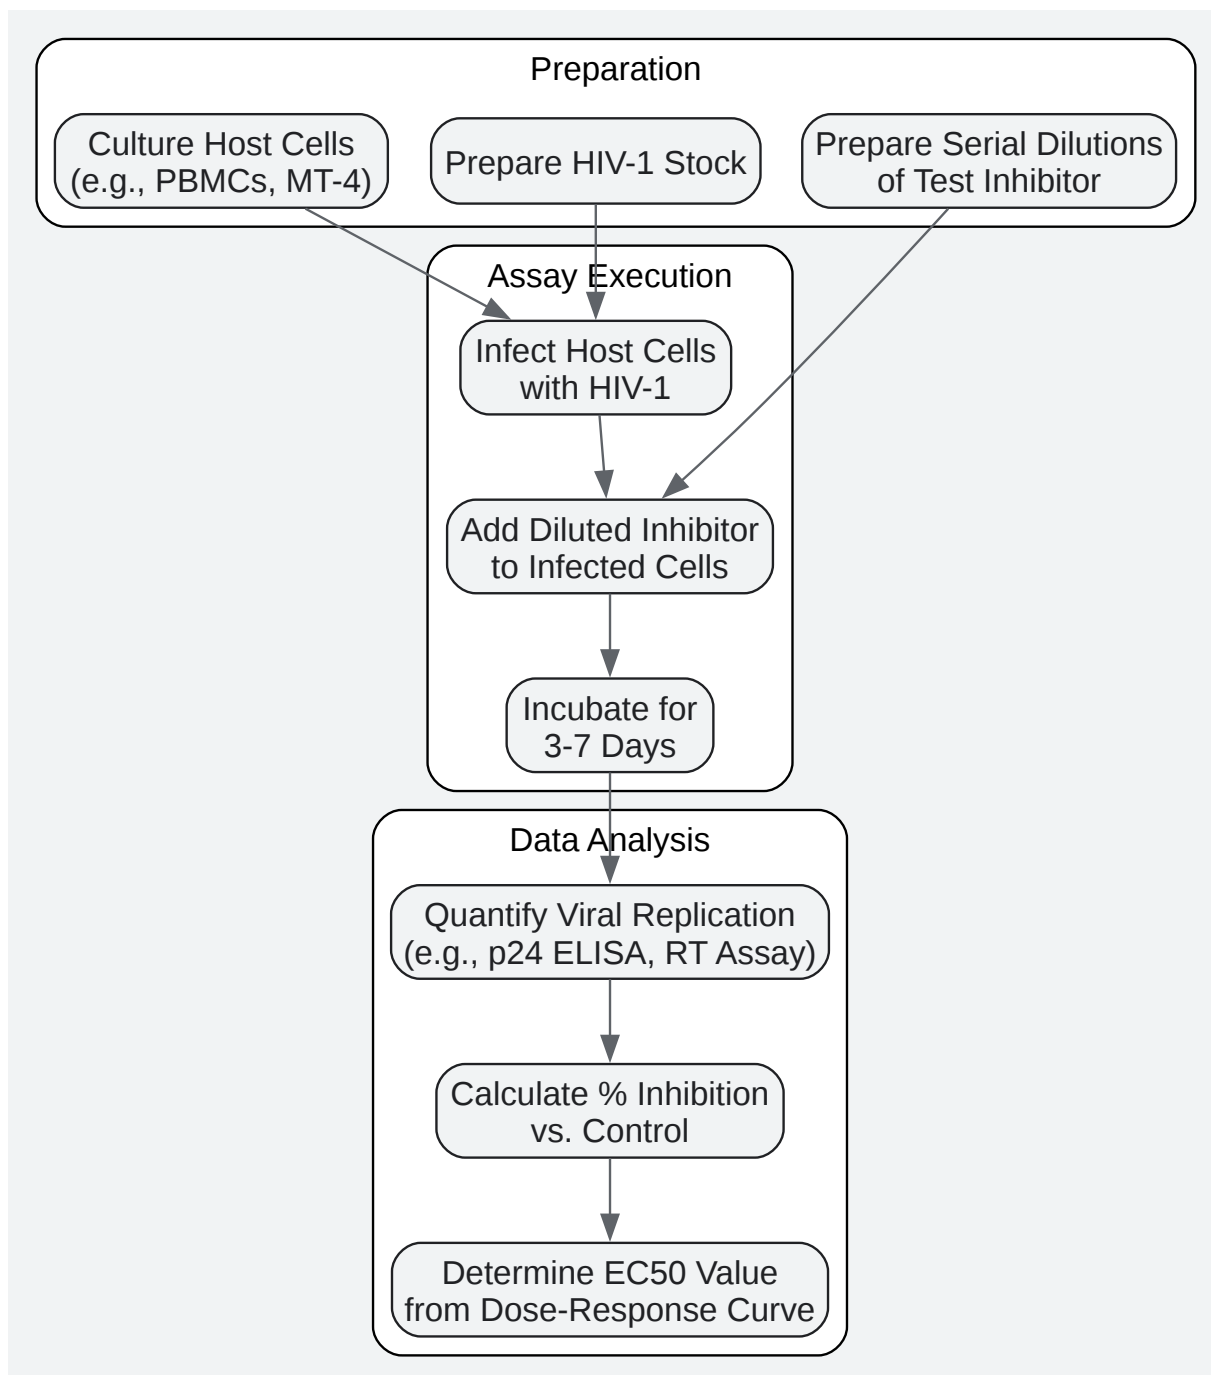 Preparation
Culture Host Cells
(e.g., PBMCs, MT-4)
Prepare HIV-1 Stock
Prepare Serial Dilutions
of Test Inhibitor
Assay Execution
Infect Host Cells
with HIV-1
Add Diluted Inhibitor
to Infected Cells
Incubate for
3-7 Days
Data Analysis
Quantify Viral Replication
(e.g., p24 ELISA, RT Assay)
Calculate % Inhibition
vs. Control
Determine EC50 Value
from Dose-Response Curve